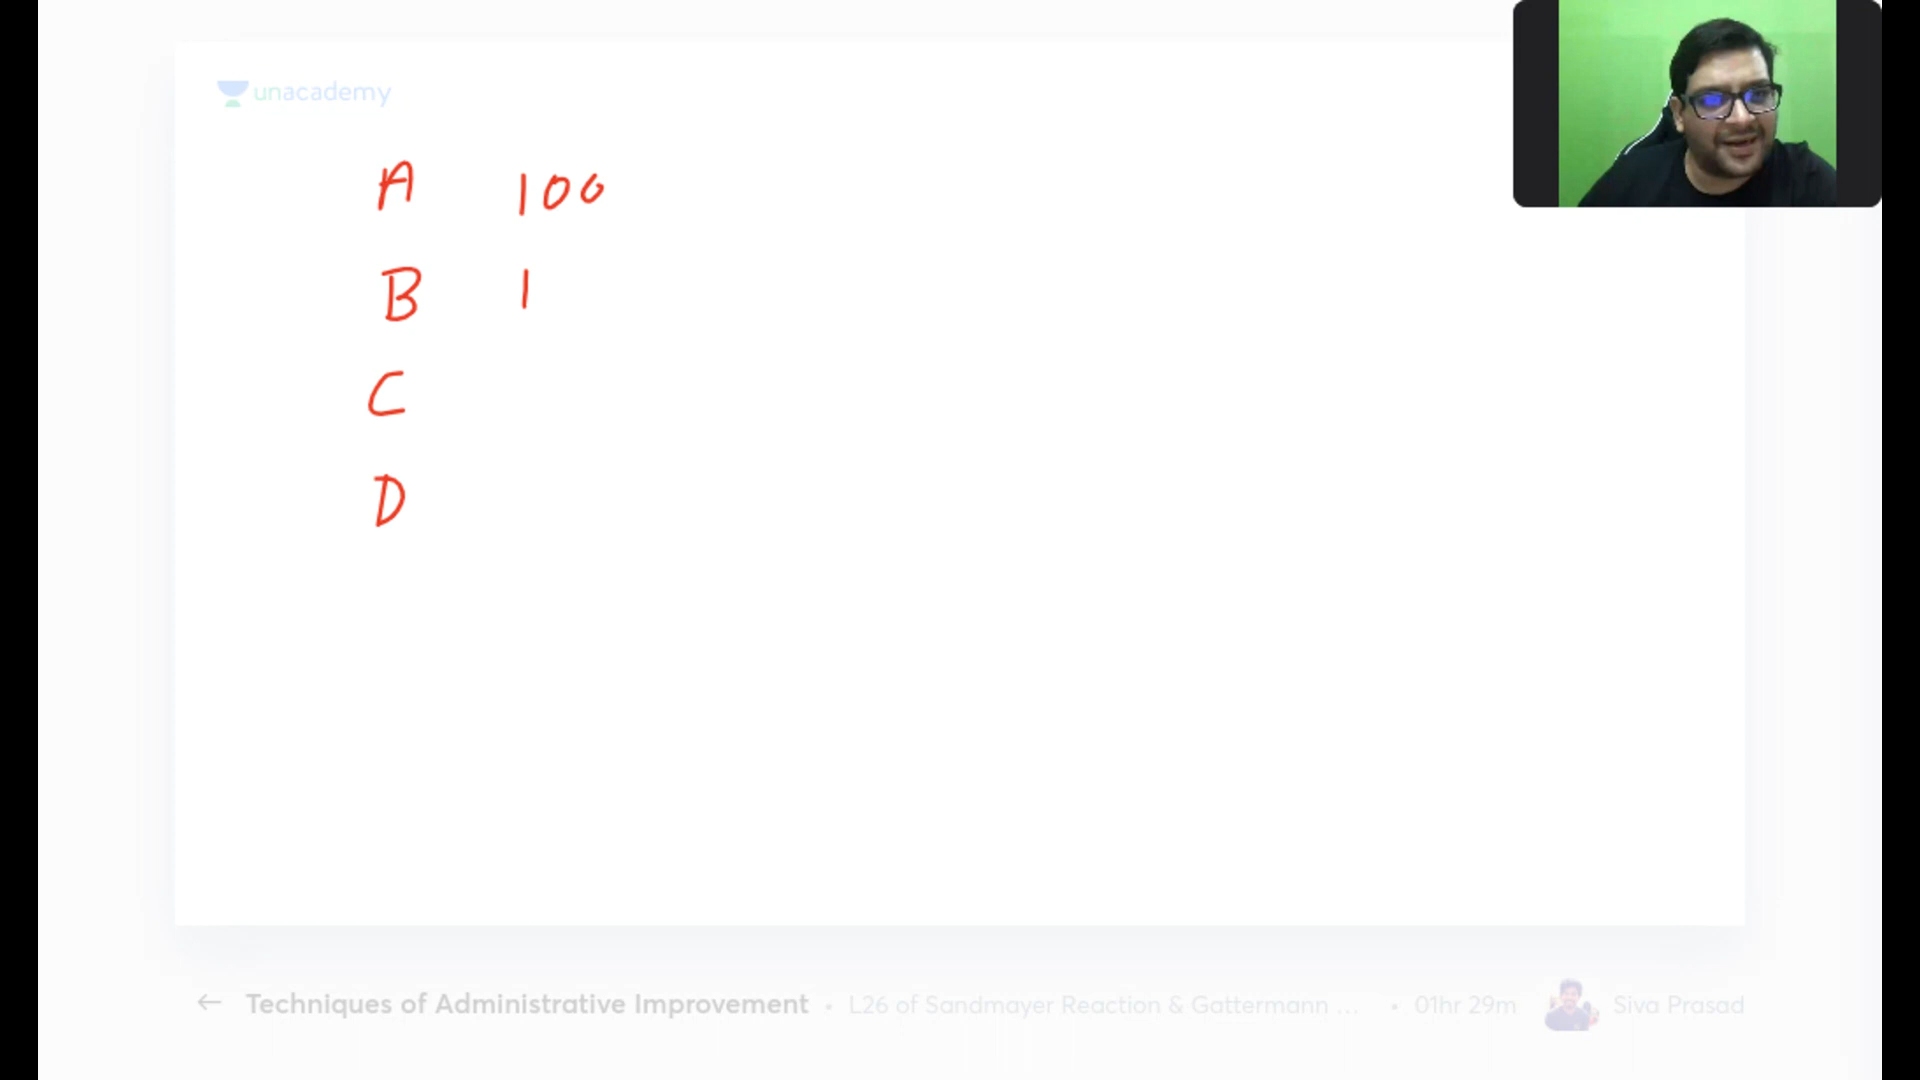 unacademy
A 100
B 1
C
D
← Techniques of Administrative Improvement • L26 of Sandmayer Reaction & Gattermann ... • 01hr 29m Siva Prasad